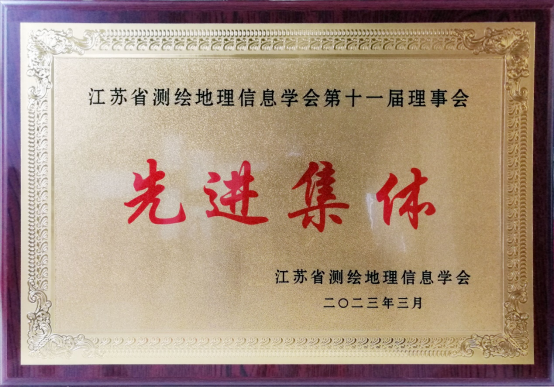 江苏省测绘地理信息学会第十一届理事会
先进集体
江苏省测绘地理信息学会
二〇二三年三月